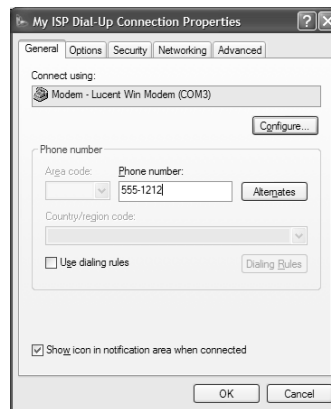 My ISP Dial-Up Connection Properties
General Options Security Networking Advanced
Connect using:
Modem - Lucent Win Modem (COM3)
Configure...
Phone number
Area code: Phone number:
555-1212 Alternates
Country/region code:
Use dialing rules Dialing Rules
Show icon in notification area when connected
OK Cancel